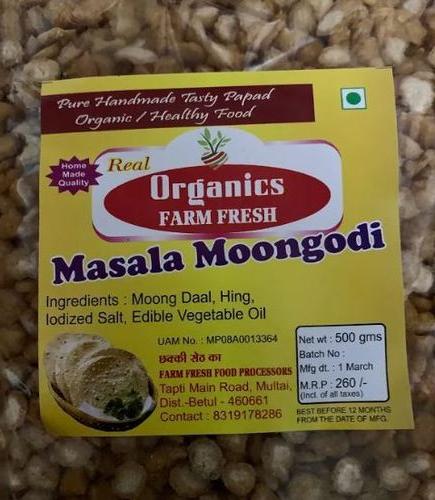 Pure Handmade Tasty Papad
Organic / Healthy Food
Home
Made
Quality
Real
Organics
FARM FRESH
Masala Moongodi
Ingredients : Moong Daal, Hing,
Iodized Salt, Edible Vegetable Oil
UAM No. : MP08A0013364
छक्की सेठ का
FARM FRESH FOOD PROCESSORS
Tapti Main Road, Multai,
Dist.-Betul - 460661
Contact : 8319178286
Net wt : 500 gms
Batch No :
Mfg dt. : 1 March
M.R.P : 260 /-
(Incl. of all taxes)
BEST BEFORE 12 MONTHS
FROM THE DATE OF MFG.